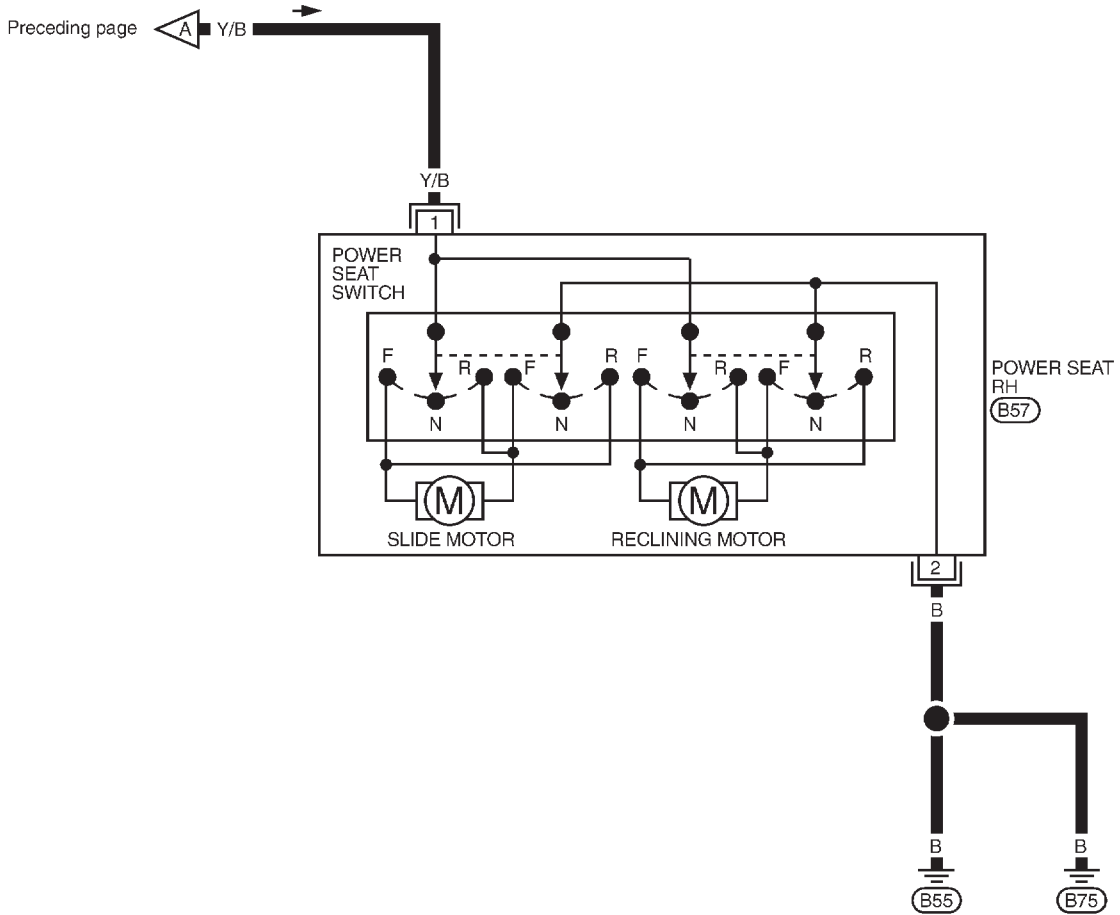 Preceding page A Y/B
Y/B
1
POWER
SEAT
SWITCH
F R F R F R F R
N N N N
M M
SLIDE MOTOR RECLINING MOTOR
POWER SEAT
RH
B57
2
B
B B
B55 B75